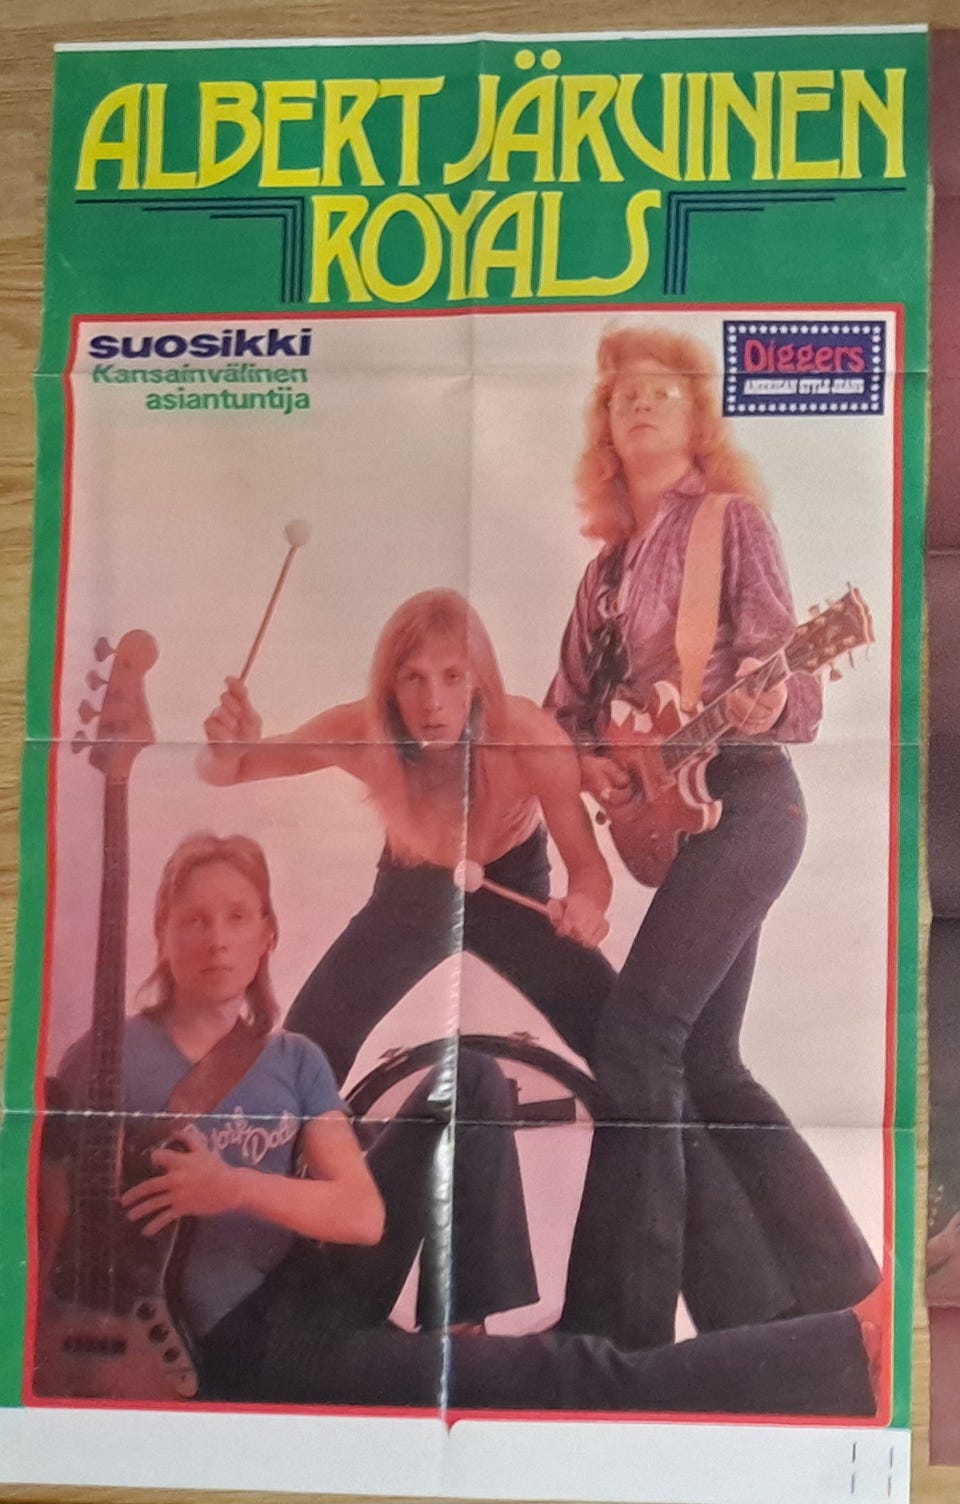 ALBERT JÄRVINEN
ROYALS
suosikki
Kansainvälinen
asiantuntija
Diggers
AMERICAN STYLE JEANS